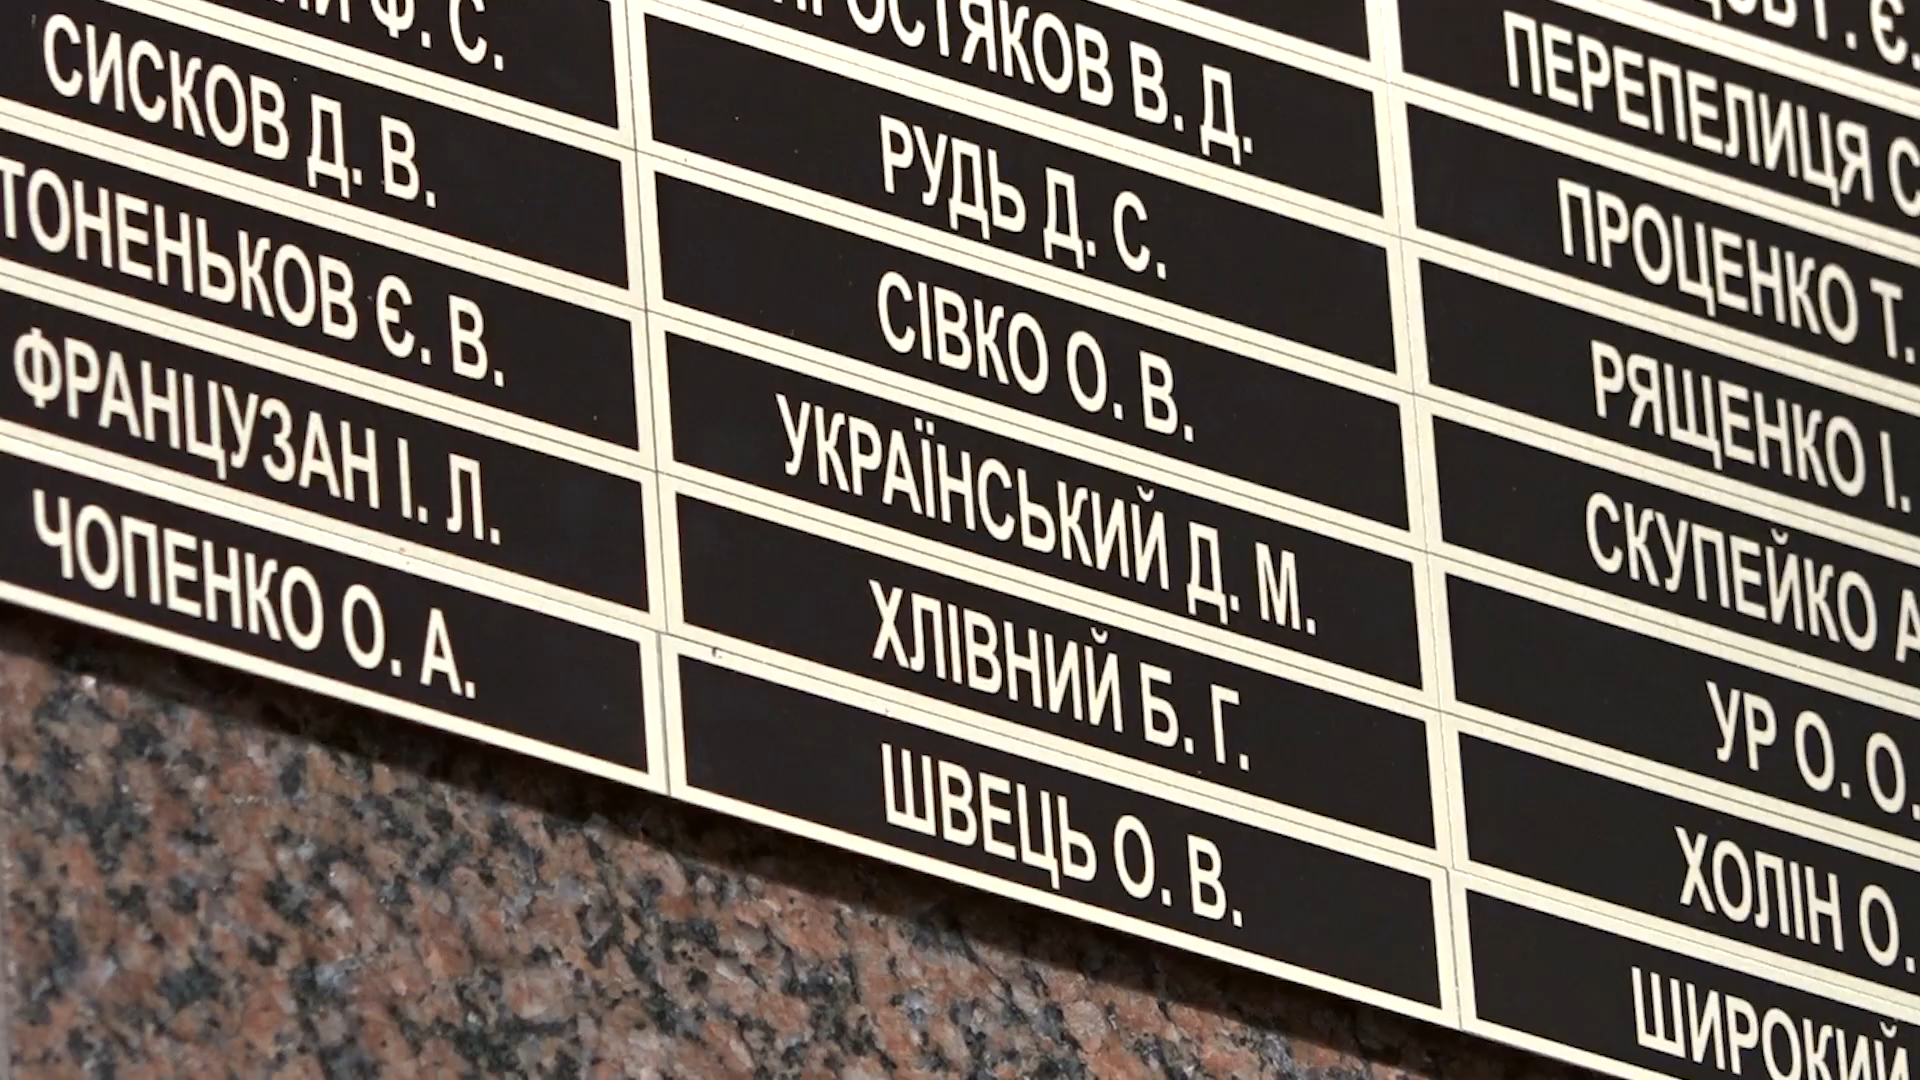 Ф. С.
СИСКОВ Д. В.
ТОНЕНЬКОВ Є. В.
ФРАНЦУЗАН І. Л.
ЧОПЕНКО О. А.
В. Д.
РУДЬ Д. С.
СІВКО О. В.
УКРАЇНСЬКИЙ Д. М.
ХЛІВНИЙ Б. Г.
ШВЕЦЬ О. В.
Г. Є.
ПЕРЕПЕЛИЦЯ С
ПРОЦЕНКО Т.
РЯЩЕНКО І.
СКУПЕЙКО А
УР О. О.
ХОЛІН О.
ШИРОКИЙ